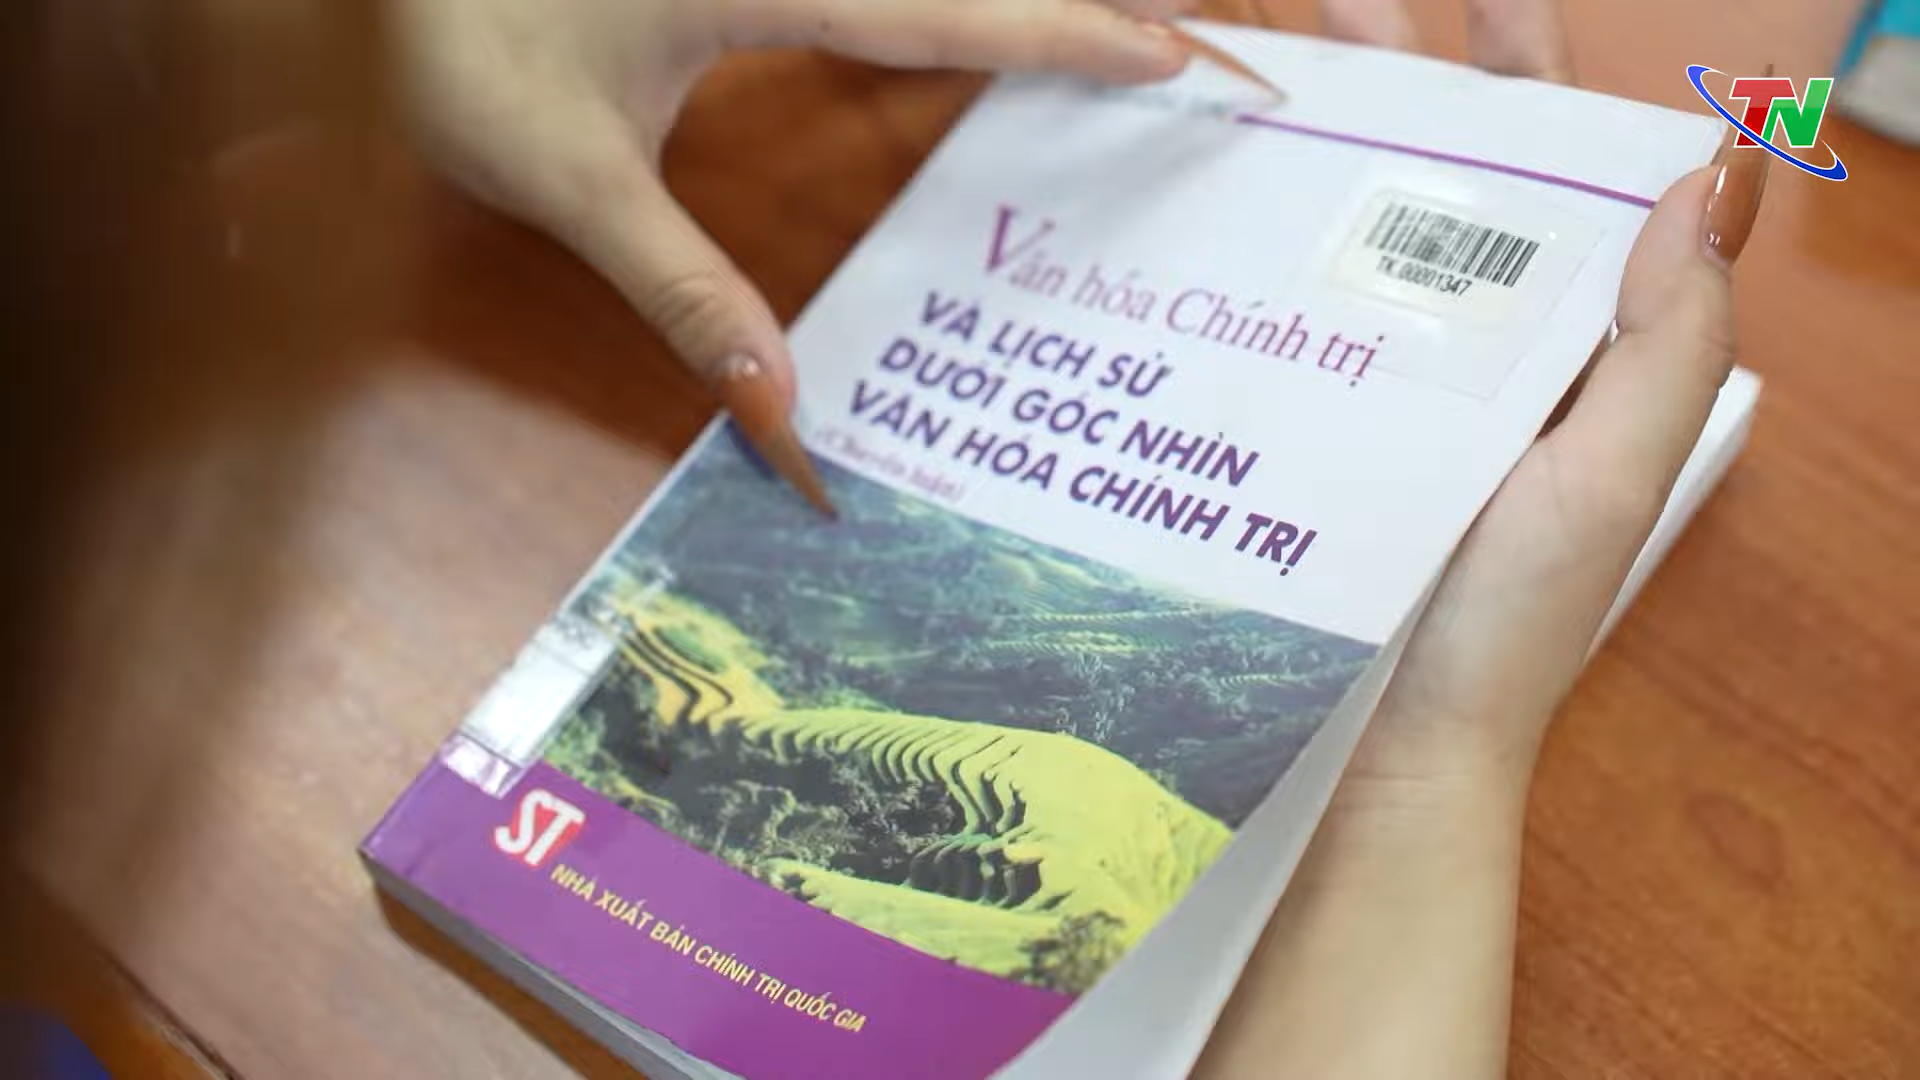 TN
TK.00001347
Văn hóa Chính trị
VÀ LỊCH SỬ
DƯỚI GÓC NHÌN
VĂN HÓA CHÍNH TRỊ
ST
NHÀ XUẤT BẢN CHÍNH TRỊ QUỐC GIA